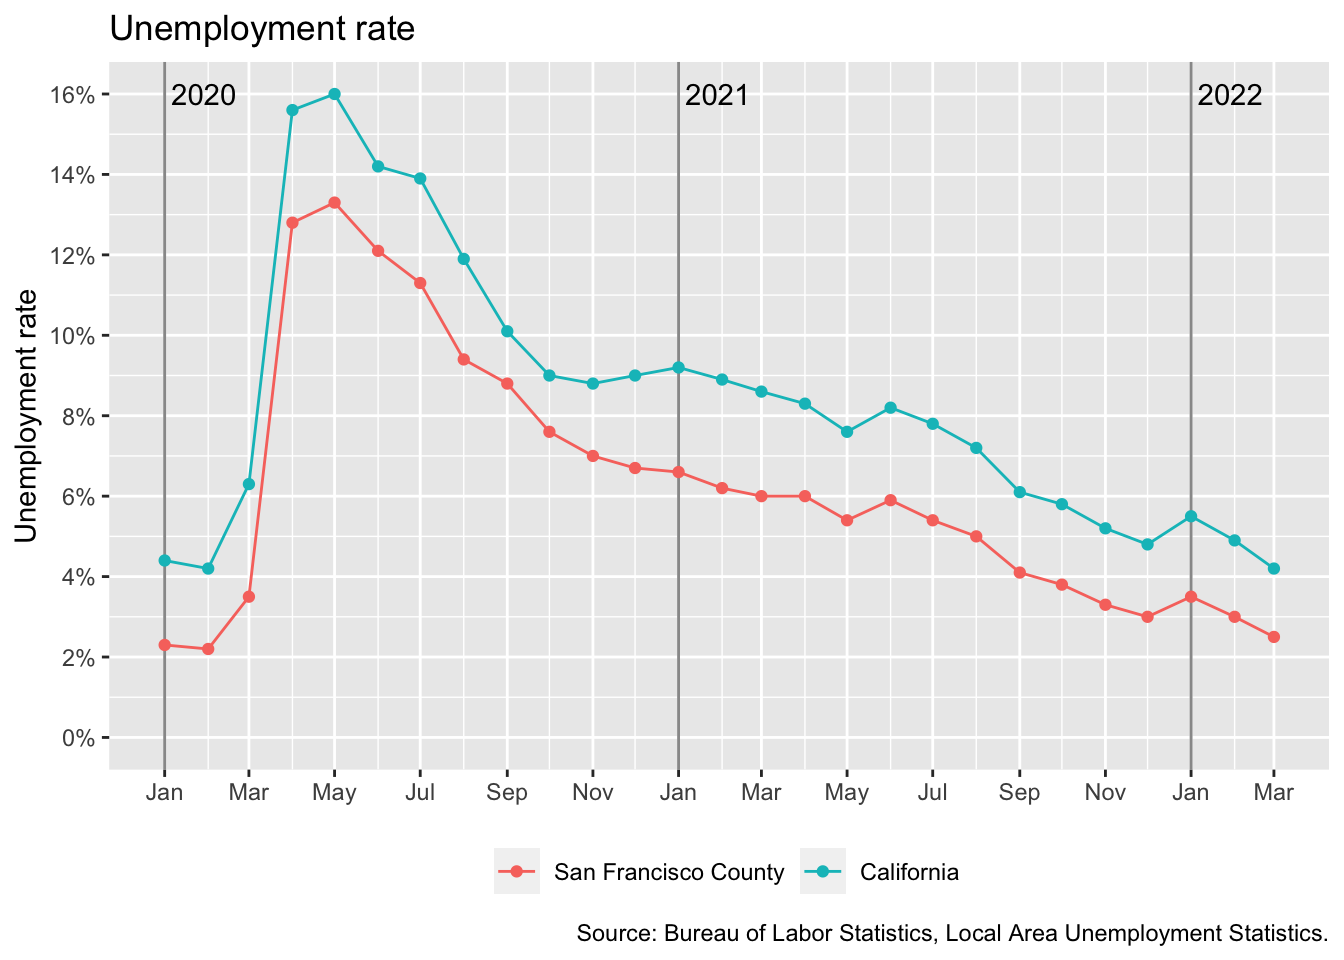 Unemployment rate
2020 2021 2022
16%
14%
12%
10%
8%
6%
4%
2%
0%
Unemployment rate
Jan Mar May Jul Sep Nov Jan Mar May Jul Sep Nov Jan Mar
San Francisco County California
Source: Bureau of Labor Statistics, Local Area Unemployment Statistics.